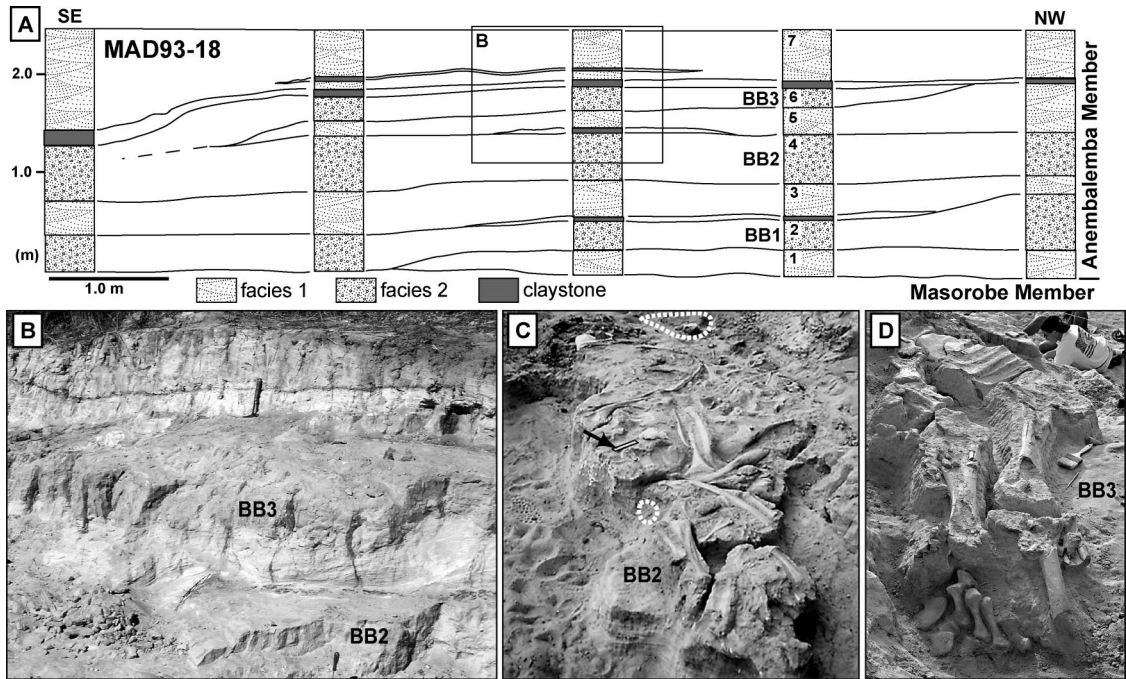 A
SE
NW
MAD93-18
B
7
2.0
BB3
6
5
4
BB2
1.0
3
BB1
2
1
(m)
Anembalemba Member
1.0 m
facies 1
facies 2
claystone
Masorobe Member
B
BB3
BB2
C
BB2
D
BB3